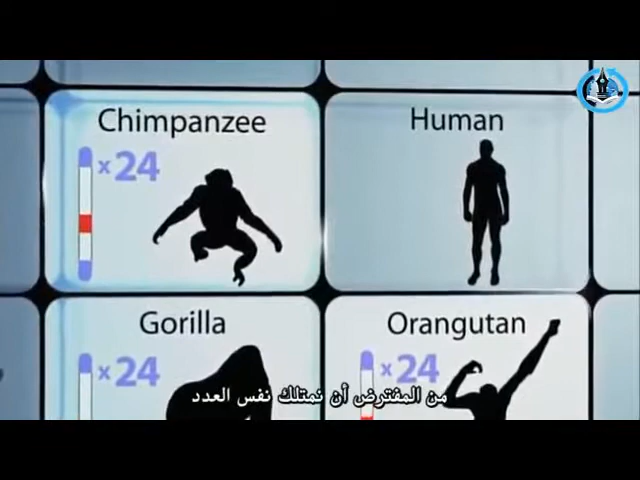 Chimpanzee
Human
×24
Gorilla
Orangutan
×24
×24
من المفترض أن نمتلك نفس العدد